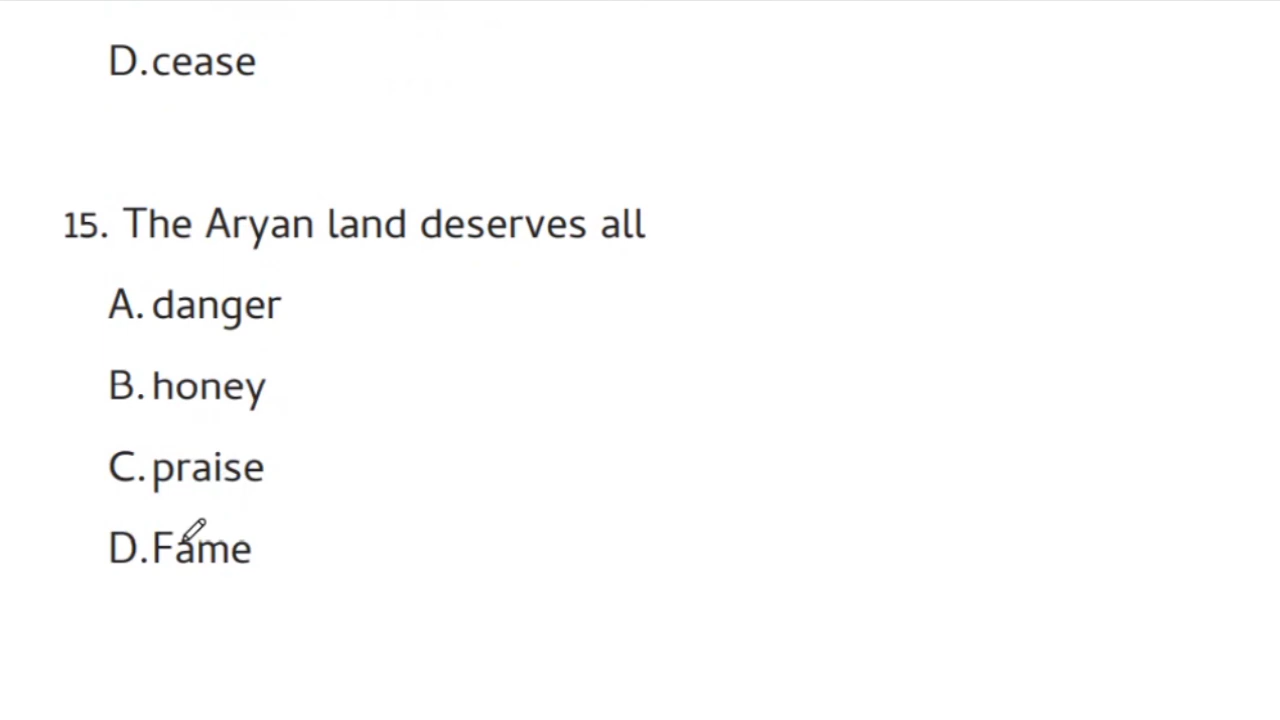 D.cease
15. The Aryan land deserves all
A. danger
B. honey
C. praise
D.Fame